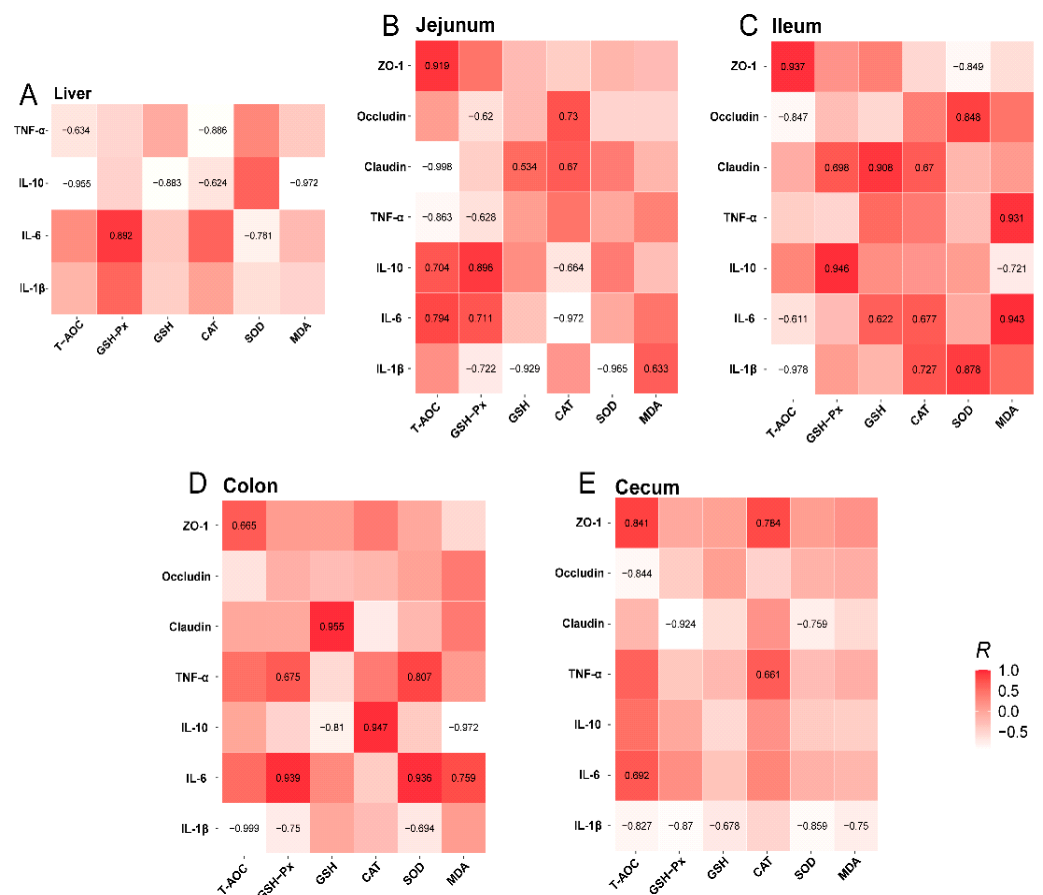 A Liver
TNF-α −0.634 −0.886
IL-10 −0.955 −0.883 −0.624 −0.972
IL-6 0.892 −0.781
IL-1β
T-AOC GSH-Px GSH CAT SOD MDA
B Jejunum
ZO-1 0.919
Occludin −0.62 0.73
Claudin −0.998 0.534 0.67
TNF-α −0.863 −0.628
IL-10 0.704 0.896 −0.664
IL-6 0.794 0.711 −0.972
IL-1β −0.722 −0.929 −0.965 0.633
T-AOC GSH-Px GSH CAT SOD MDA
C Ileum
ZO-1 0.937 −0.849
Occludin −0.847 0.848
Claudin 0.698 0.908 0.67
TNF-α 0.931
IL-10 0.946 −0.721
IL-6 −0.611 0.622 0.677 0.943
IL-1β −0.978 0.727 0.878
T-AOC GSH-Px GSH CAT SOD MDA
D Colon
ZO-1 0.665
Occludin
Claudin 0.955
TNF-α 0.675 0.807
IL-10 −0.81 0.947 −0.972
IL-6 0.939 0.936 0.759
IL-1β −0.999 −0.75 −0.694
T-AOC GSH-Px GSH CAT SOD MDA
E Cecum
ZO-1 0.841 0.784
Occludin −0.844
Claudin −0.924 −0.759
TNF-α 0.661
IL-10
IL-6 0.692
IL-1β −0.827 −0.87 −0.678 −0.859 −0.75
T-AOC GSH-Px GSH CAT SOD MDA
R
1.0
0.0
−0.5